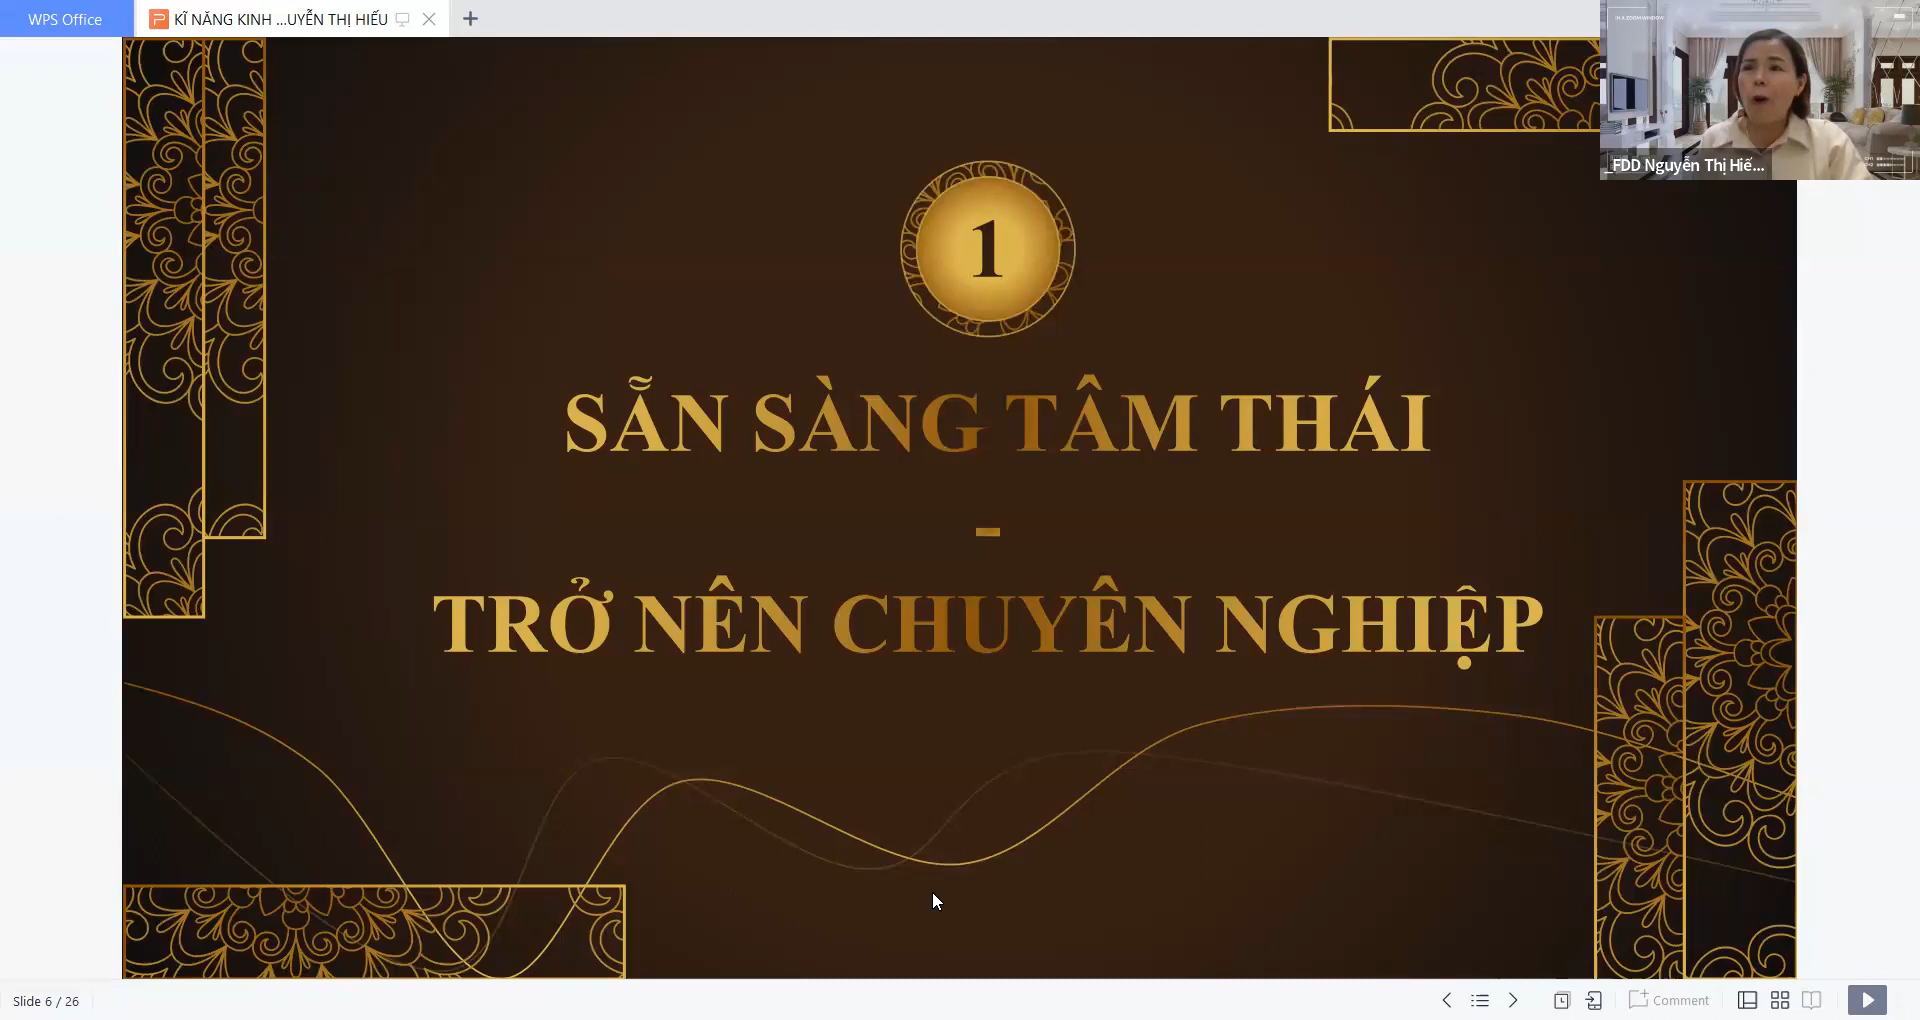 WPS Office
KĨ NĂNG KINH ...UYỄN THỊ HIẾU
_FDD Nguyễn Thị Hiế...
1
SẴN SÀNG TÂM THÁI
-
TRỞ NÊN CHUYÊN NGHIỆP
Slide 6 / 26
Comment